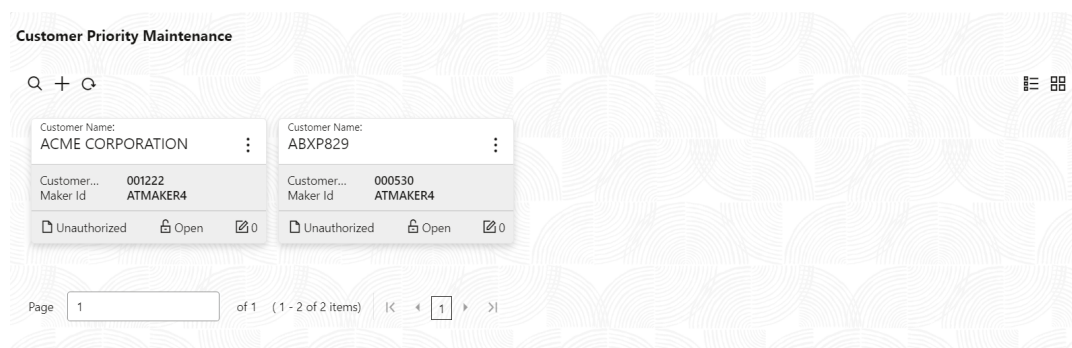 Customer Priority Maintenance
Customer Name:
ACME CORPORATION
Customer... 001222
Maker Id ATMAKER4
Unauthorized Open 0
Customer Name:
ABXP829
Customer... 000530
Maker Id ATMAKER4
Unauthorized Open 0
Page 1 of 1 ( 1 - 2 of 2 items) 1